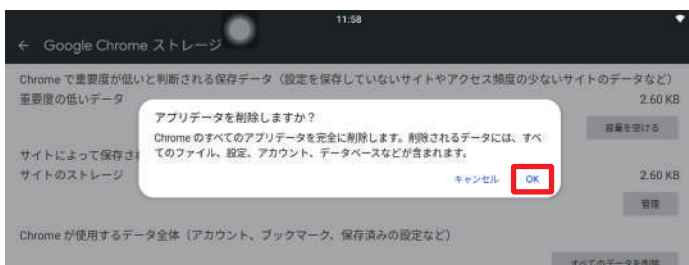 11:58
← Google Chrome ストレージ
Chrome で重要度が低いと判断される保存データ（設定を保存していないサイトやアクセス頻度の少ないサイトのデータなど）
重要度の低いデータ
2.60 KB
容量を空ける
アプリデータを削除しますか？
Chrome のすべてのアプリデータを完全に削除します。削除されるデータには、すべ
てのファイル、設定、アカウント、データベースなどが含まれます。
キャンセル OK
サイトによって保存さ
サイトのストレージ
2.60 KB
管理
Chrome が使用するデータ全体（アカウント、ブックマーク、保存済みの設定など）
すべてのデータを削除